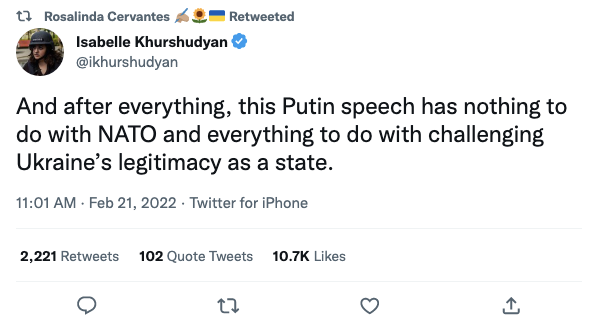 Rosalinda Cervantes ✍🏼🌻🇺🇦 Retweeted
Isabelle Khurshudyan
@ikhurshudyan
And after everything, this Putin speech has nothing to
do with NATO and everything to do with challenging
Ukraine’s legitimacy as a state.
11:01 AM · Feb 21, 2022 · Twitter for iPhone
2,221 Retweets 102 Quote Tweets 10.7K Likes